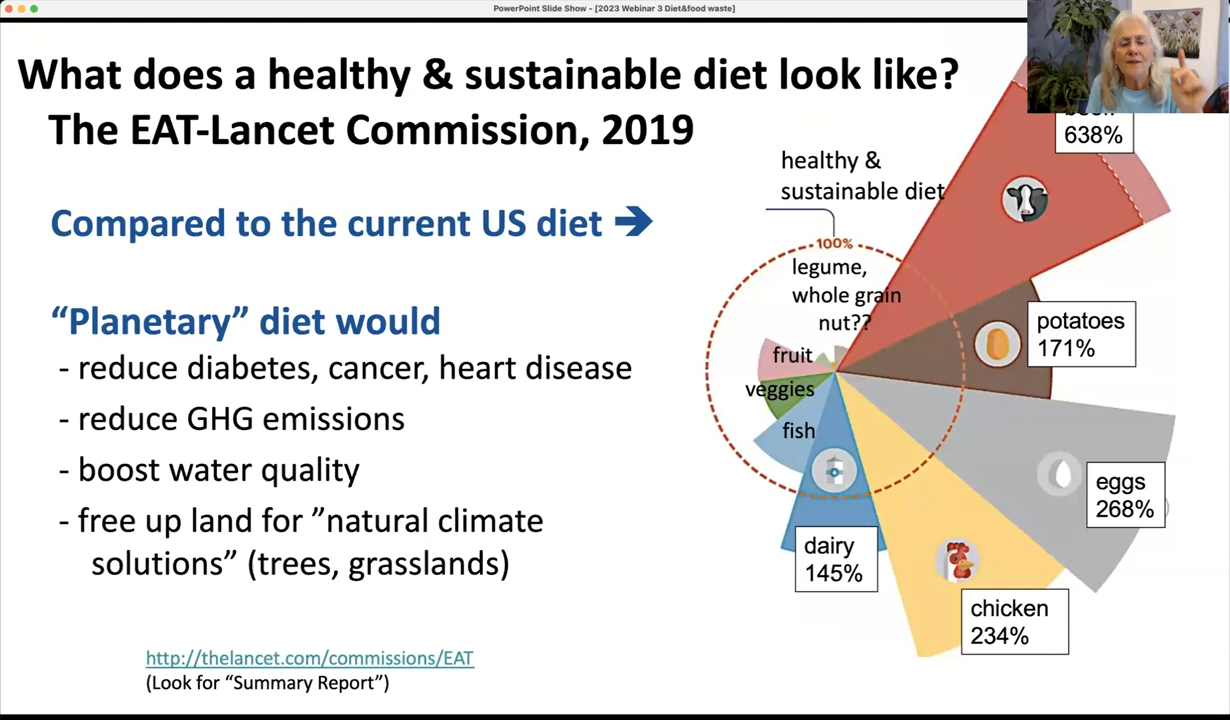 PowerPoint Slide Show - [2023 Webinar 3 Diet&food waste]
What does a healthy & sustainable diet look like?
The EAT-Lancet Commission, 2019
Compared to the current US diet ➔
“Planetary” diet would
- reduce diabetes, cancer, heart disease
- reduce GHG emissions
- boost water quality
- free up land for ”natural climate
solutions” (trees, grasslands)
http://thelancet.com/commissions/EAT
(Look for “Summary Report”)
healthy &
sustainable diet
100%
legume,
whole grain
nut??
fruit
veggies
fish
638%
potatoes
171%
eggs
268%
dairy
145%
chicken
234%